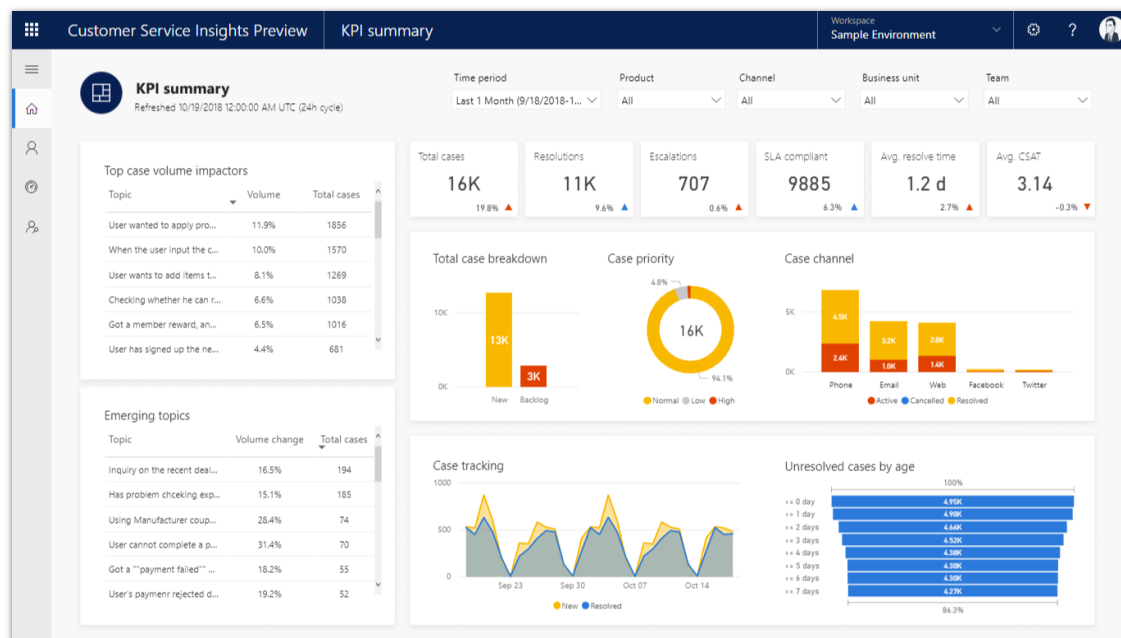 Customer Service Insights Preview
KPI summary
Workspace
Sample Environment
?
KPI summary
Refreshed 10/19/2018 12:00:00 AM UTC (24h cycle)
Time period
Last 1 Month (9/18/2018-1...
Product
All
Channel
All
Business unit
All
Team
All
Top case volume impactors
Topic Volume Total cases
User wanted to apply pro... 11.9% 1856
When the user input the c... 10.0% 1570
User wants to add items t... 8.1% 1269
Checking whether he can r... 6.6% 1038
Got a member reward, an... 6.5% 1016
User has signed up the ne... 4.4% 681
Total cases
16K
19.8%
Resolutions
11K
9.6%
Escalations
707
0.6%
SLA compliant
9885
6.3%
Avg. resolve time
1.2 d
2.7%
Avg. CSAT
3.14
-0.3%
Total case breakdown
10K
0K
13K
3K
New Backlog
Case priority
4.8%
16K
94.1%
Normal Low High
Case channel
5K
0K
4.5K
2.4K
3.2K
1.0K
2.8K
1.4K
Phone Email Web Facebook Twitter
Active Cancelled Resolved
Emerging topics
Topic Volume change Total cases
Inquiry on the recent deal... 16.5% 194
Has problem chceking exp... 15.1% 185
Using Manufacturer coup... 28.4% 74
User cannot complete a p... 31.4% 70
Got a ""payment failed"" ... 18.2% 55
User's paymenr rejected d... 19.2% 52
Case tracking
1000
500
0
Sep 23 Sep 30 Oct 07 Oct 14
New Resolved
Unresolved cases by age
100%
>= 0 day 4.95K
>= 1 day 4.90K
>= 2 days 4.66K
>= 3 days 4.52K
>= 4 days 4.38K
>= 5 days 4.30K
>= 6 days 4.30K
>= 7 days 4.27K
86.3%